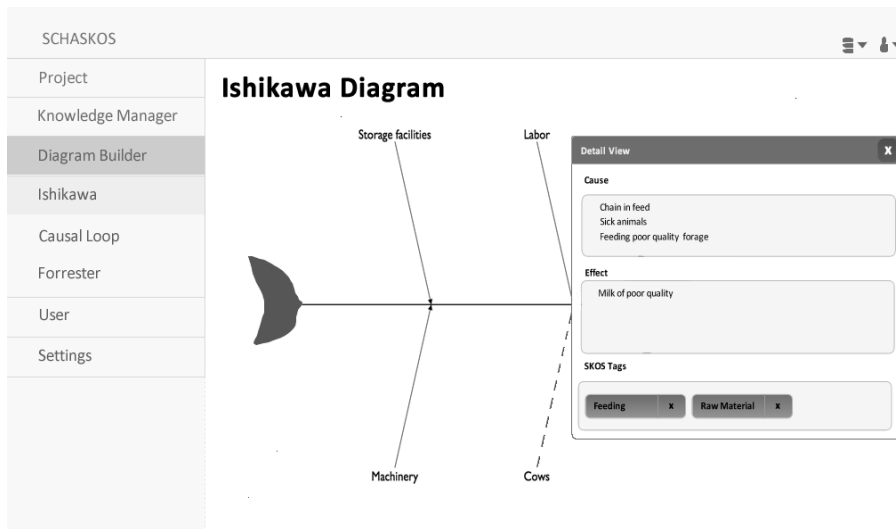 SCHASKOS
Project
Knowledge Manager
Diagram Builder
Ishikawa
Causal Loop
Forrester
User
Settings
Ishikawa Diagram
Storage facilities
Labor
Machinery
Cows
Detail View
x
Cause
Chain in feed
Sick animals
Feeding poor quality forage
Effect
Milk of poor quality
SKOS Tags
Feeding x
Raw Material x